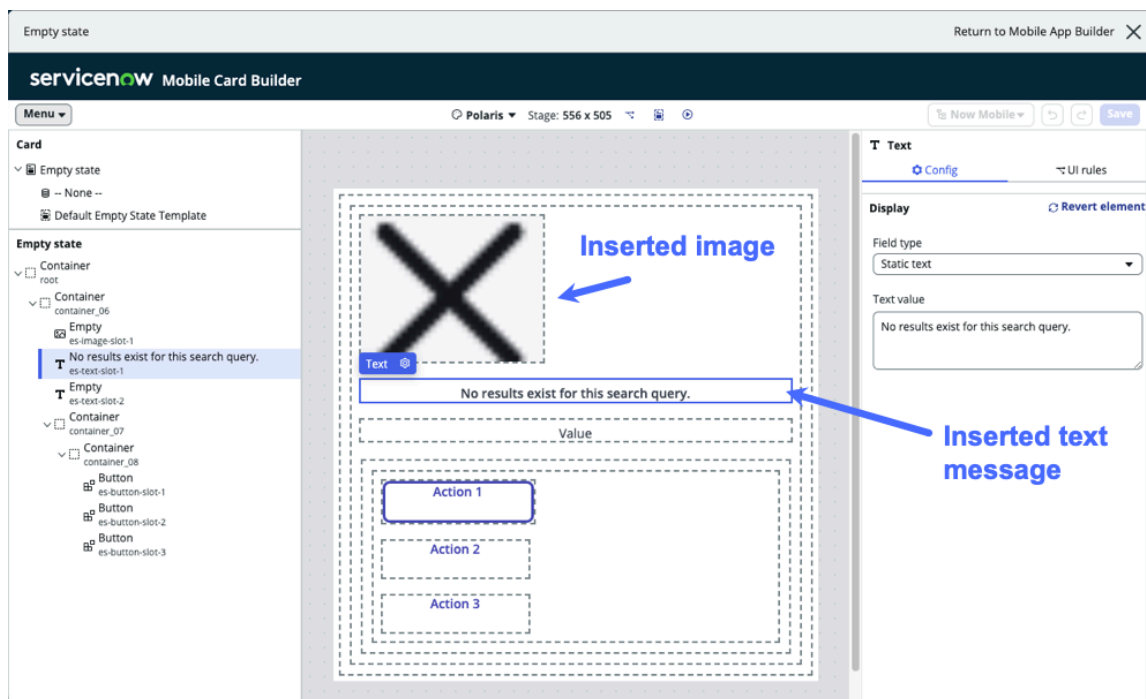 Empty state
Return to Mobile App Builder
servicenow Mobile Card Builder
Menu
Polaris Stage: 556 x 505
Now Mobile
Save
Card
Empty state
-- None --
Default Empty State Template
Empty state
Container
root
Container
container_06
Empty
es-image-slot-1
No results exist for this search query.
es-text-slot-1
Empty
es-text-slot-2
Container
container_07
Container
container_08
Button
es-button-slot-1
Button
es-button-slot-2
Button
es-button-slot-3
Inserted image
Text
No results exist for this search query.
Value
Action 1
Action 2
Action 3
Inserted text
message
T Text
Config
UI rules
Display
Revert element
Field type
Static text
Text value
No results exist for this search query.